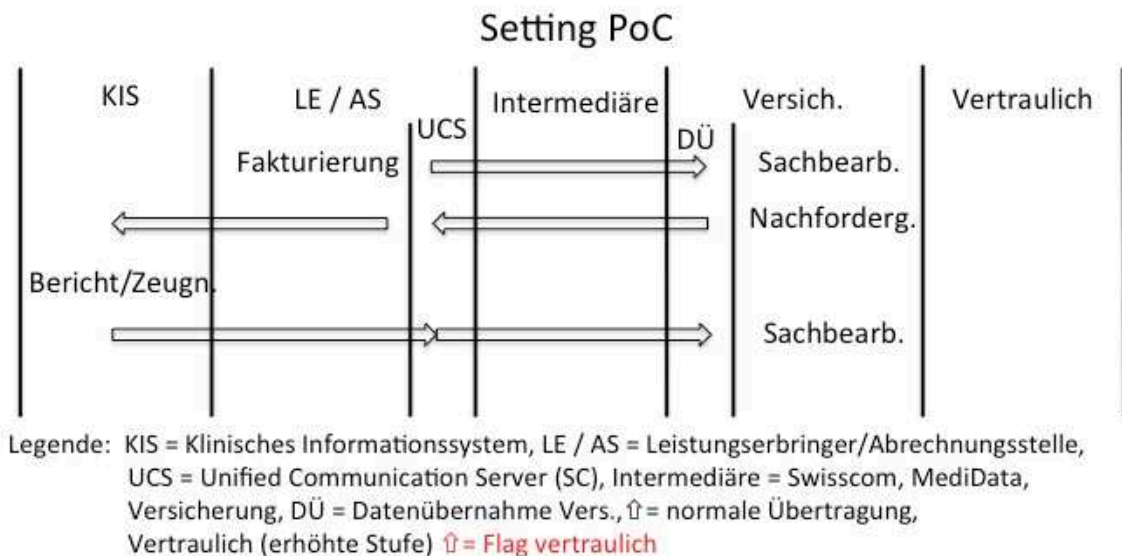 Setting PoC
KIS LE / AS Intermediäre Versich. Vertraulich
UCS DÜ
Fakturierung Sachbearb.
Nachforderg.
Bericht/Zeugn.
Sachbearb.
Legende: KIS = Klinisches Informationssystem, LE / AS = Leistungserbringer/Abrechnungsstelle,
UCS = Unified Communication Server (SC), Intermediäre = Swisscom, MediData,
Versicherung, DÜ = Datenübernahme Vers., ⇧= normale Übertragung,
Vertraulich (erhöhte Stufe) ⇧= Flag vertraulich